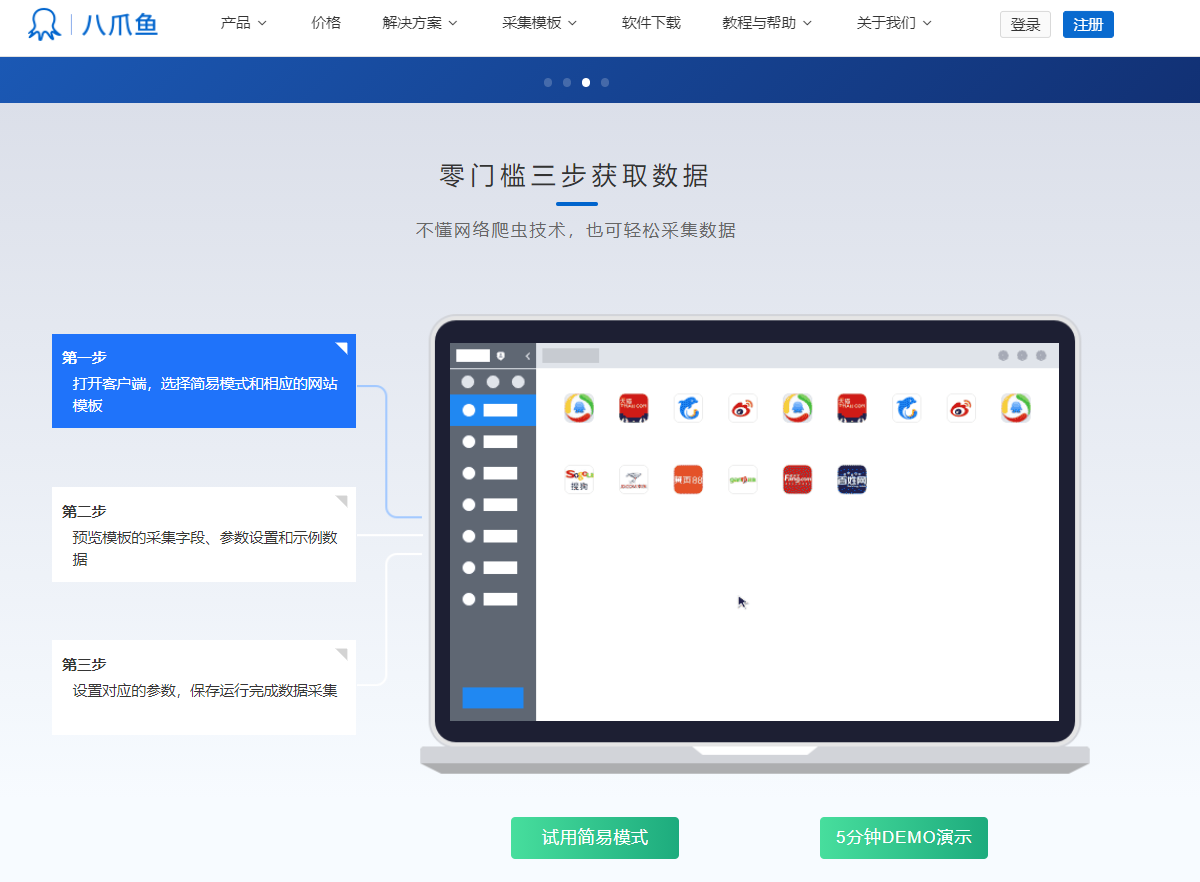 八爪鱼
产品
价格
解决方案
采集模板
软件下载
教程与帮助
关于我们
登录
注册
零门槛三步获取数据
不懂网络爬虫技术，也可轻松采集数据
第一步
打开客户端，选择简易模式和相应的网站
模板
第二步
预览模板的采集字段、参数设置和示例数
据
第三步
设置对应的参数，保存运行完成数据采集
搜狗
百姓网
试用简易模式
5分钟DEMO演示